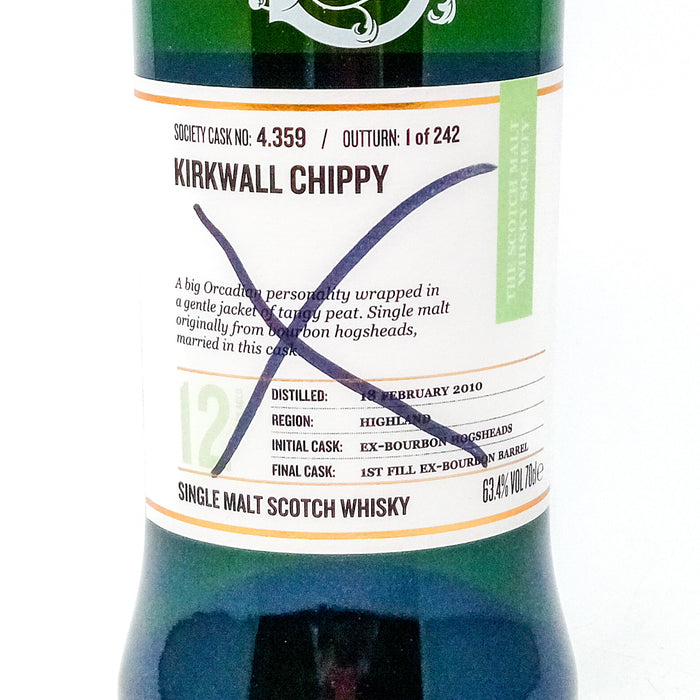 SOCIETY CASK NO: 4.359 / OUTTURN: 1 of 242
KIRKWALL CHIPPY
THE SCOTCH MALT
WHISKY SOCIETY
A big Orcadian personality wrapped in
a gentle jacket of tangy peat. Single malt
originally from bourbon hogsheads,
married in this cask.
12
DISTILLED: 18 FEBRUARY 2010
REGION: HIGHLAND
INITIAL CASK: EX-BOURBON HOGSHEADS
FINAL CASK: 1ST FILL EX-BOURBON BARREL
SINGLE MALT SCOTCH WHISKY
63.4% VOL 70cl e